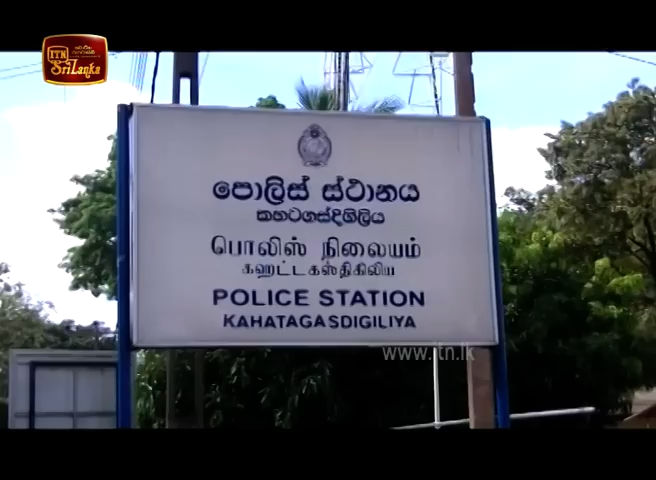 ITN
SriLanka
පොලිස් ස්ථානය
කහටගස්දිගිලිය
பொலிஸ் நிலையம்
கஹட்டகஸ்திகிலிய
POLICE STATION
KAHATAGASDIGILIYA
www.itn.lk